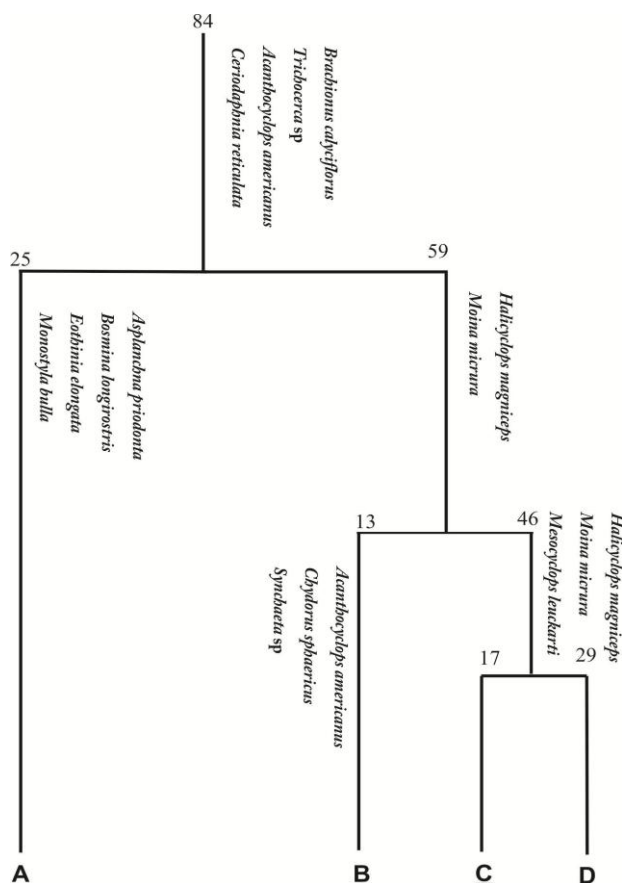 84
Brachionus calyciflorus
Trichocerca sp
Acanthocyclops americanus
Ceriodaphnia reticulata
25
59
Asplanchna priodonta
Bosmina longirostris
Eothinia elongata
Monostyla bulla
Halicyclops magniceps
Moina micrura
13
46
Acanthocyclops americanus
Chydorus sphaericus
Synchaeta sp
Halicyclops magniceps
Moina micrura
Mesocyclops leuckarti
17
29
A
B
C
D